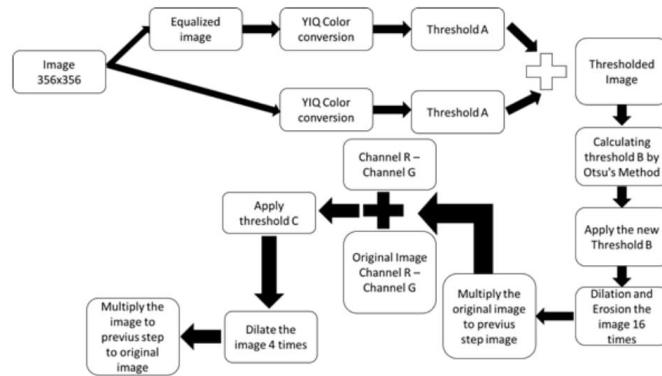 Equalized
image
YIQ Color
conversion
Threshold A
Image
356x356
YIQ Color
conversion
Threshold A
Thresholded
Image
Calculating
threshold B by
Otsu's Method
Apply the new
Threshold B
Dilation and
Erosion the
image 16
times
Multiply the
original image
to previus
step image
Channel R –
Channel G
Original Image
Channel R –
Channel G
Apply
threshold C
Dilate the
image 4 times
Multiply the
image to
previus step
to original
image